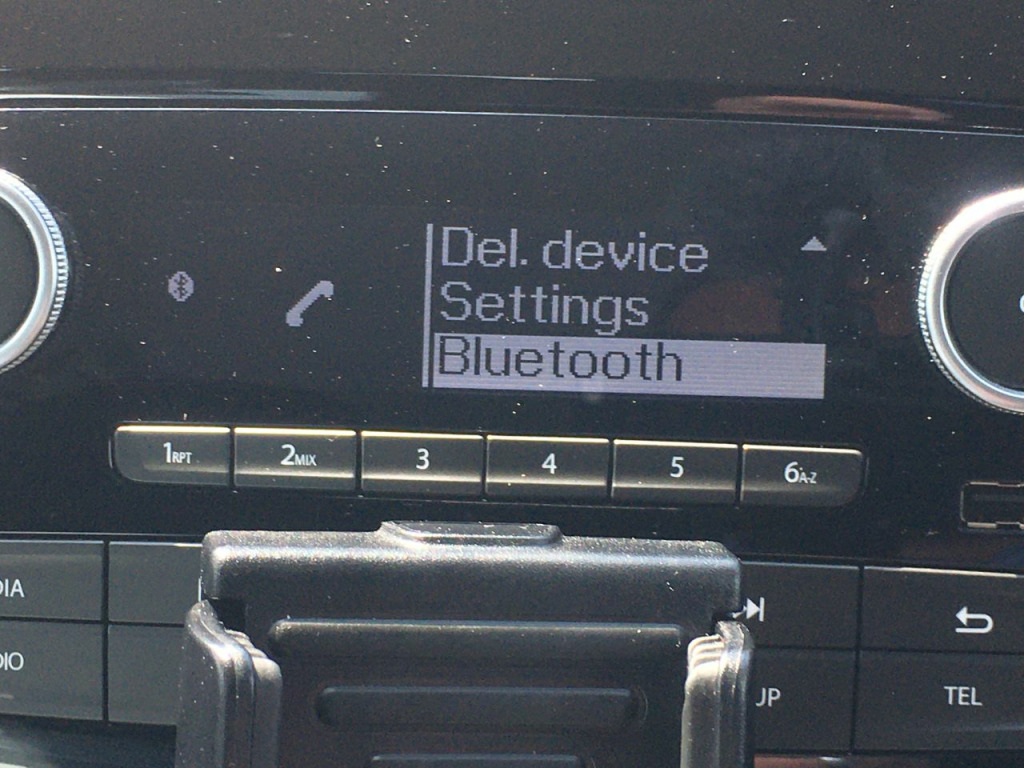 Del. device
Settings
Bluetooth
1RPT
2MIX
3
4
5
6A-Z
DIA
DIO
UP
TEL